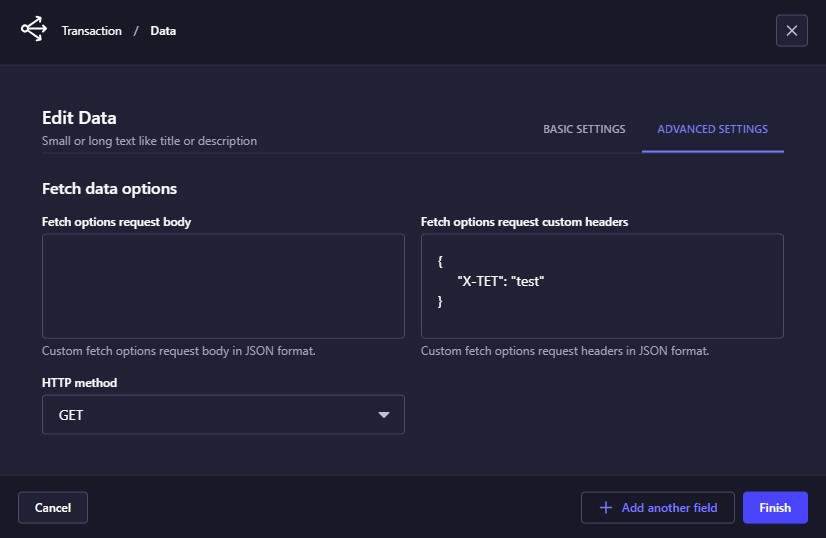 Transaction / Data
Edit Data
Small or long text like title or description
BASIC SETTINGS
ADVANCED SETTINGS
Fetch data options
Fetch options request body
Fetch options request custom headers
{
"X-TET": "test"
}
Custom fetch options request body in JSON format.
Custom fetch options request headers in JSON format.
HTTP method
GET
Cancel
Add another field
Finish